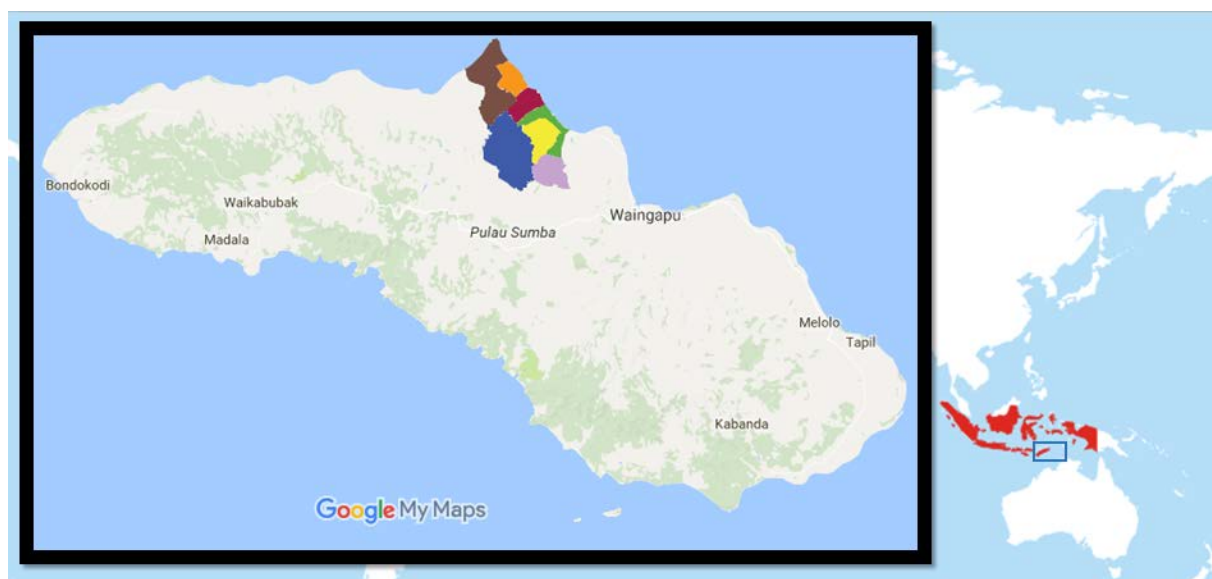 Bondokodi
Waikabubak
Madala
Pulau Sumba
Waingapu
Melolo
Tapil
Kabanda
Google My Maps